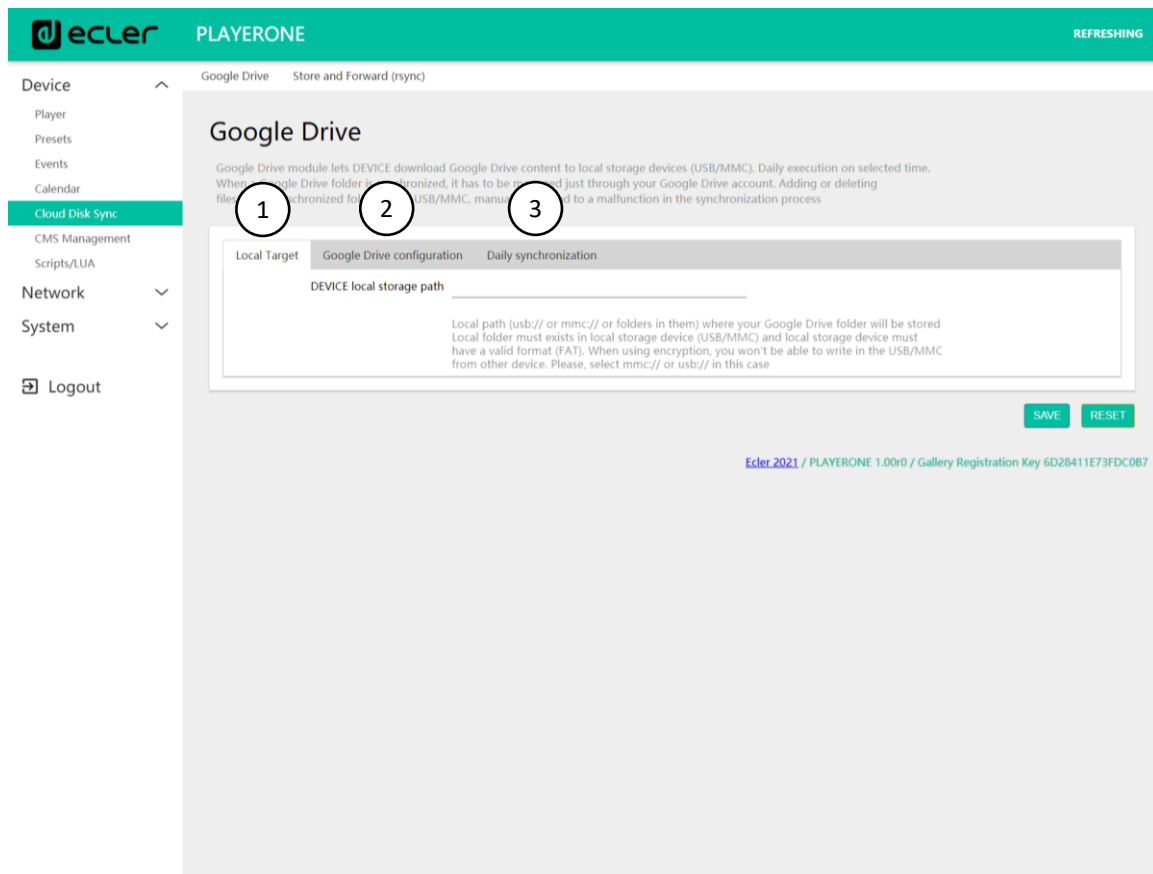 ecler
PLAYERONE
REFRESHING
Device
Player
Presets
Events
Calendar
Cloud Disk Sync
CMS Management
Scripts/LUA
Network
System
Logout
Google Drive
Store and Forward (rsync)
Google Drive
Google Drive module lets DEVICE download Google Drive content to local storage devices (USB/MMC). Daily execution on selected time.
When Google Drive folder is synchronized, it has to be managed just through your Google Drive account. Adding or deleting
USB/MMC, to a malfunction in the synchronization process
1
2
3
Local Target
Google Drive configuration
Daily synchronization
DEVICE local storage path
Local path (usb:// or mmc:// or folders in them) where your Google Drive folder will be stored
Local folder must exists in local storage device (USB/MMC) and local storage device must
have a valid format (FAT). When using encryption, you won't be able to write in the USB/MMC
from other device. Please, select mmc:// or usb:// in this case
SAVE
RESET
Ecler 2021 / PLAYERONE 1.00r0 / Gallery Registration Key 6D28411E73FDC0B7